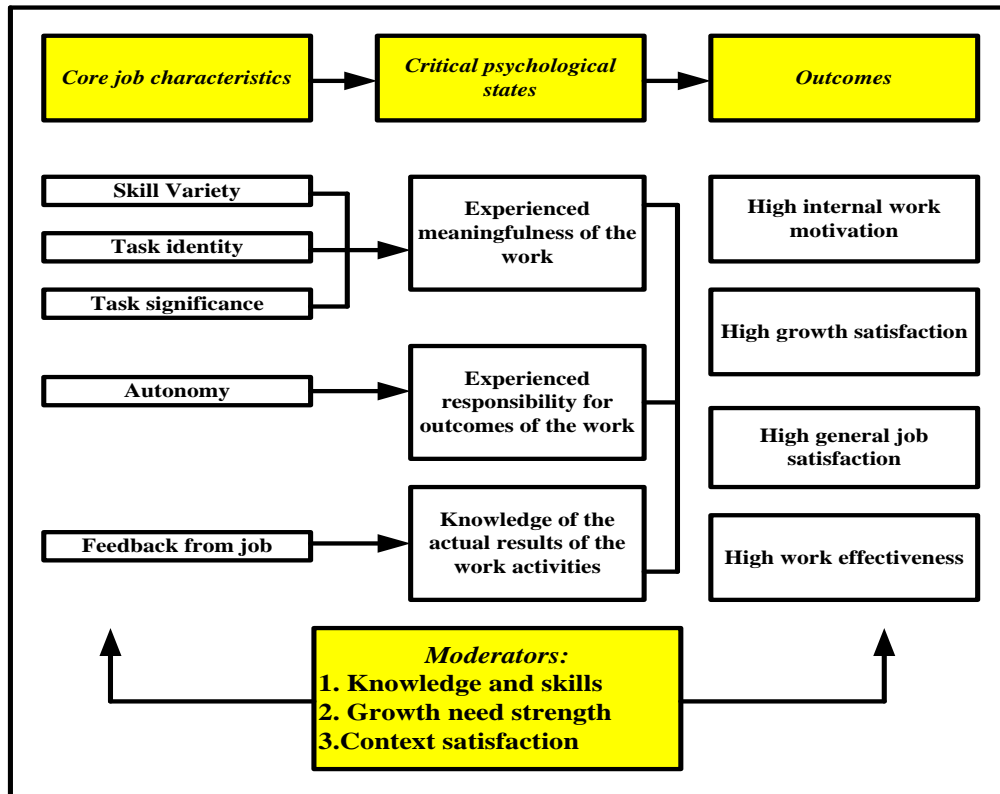 Core job characteristics
Critical psychological
states
Outcomes
Skill Variety
Task identity
Task significance
Experienced
meaningfulness of the
work
High internal work
motivation
High growth satisfaction
Autonomy
Experienced
responsibility for
outcomes of the work
High general job
satisfaction
Feedback from job
Knowledge of the
actual results of the
work activities
High work effectiveness
Moderators:
1. Knowledge and skills
2. Growth need strength
3.Context satisfaction